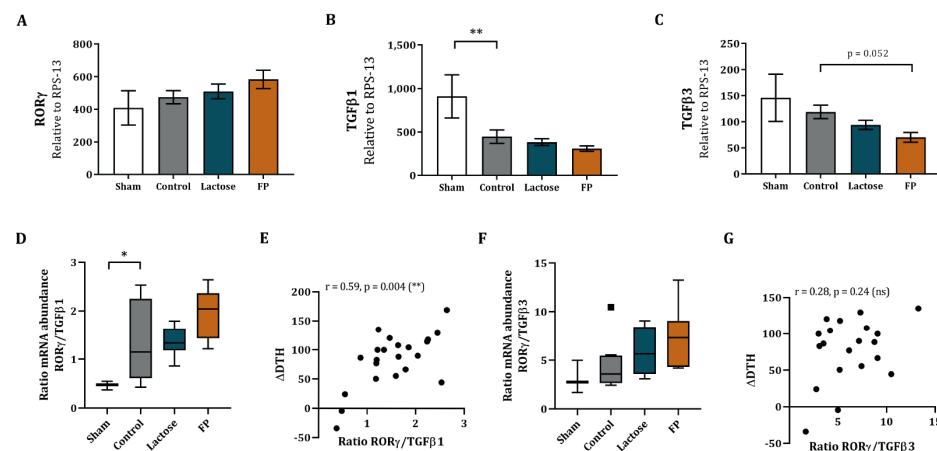 A
RORγ
Relative to RPS-13
800
600
400
200
0
Sham Control Lactose FP
B
TGFβ1
Relative to RPS-13
1,500
1,000
500
0
**
Sham Control Lactose FP
C
TGFβ3
Relative to RPS-13
200
150
100
50
0
p = 0.052
Sham Control Lactose FP
D
Ratio mRNA abundance
RORγ/TGFβ1
3
2
1
0
*
Sham Control Lactose FP
E
r = 0.59, p = 0.004 (**)
ΔDTH
200
150
100
50
0
-50
1 2 3
Ratio RORγ/TGFβ1
F
Ratio mRNA abundance
RORγ/TGFβ3
15
10
5
0
Sham Control Lactose FP
G
r = 0.28, p = 0.24 (ns)
ΔDTH
150
100
50
0
-50
5 10 15
Ratio RORγ/TGFβ3